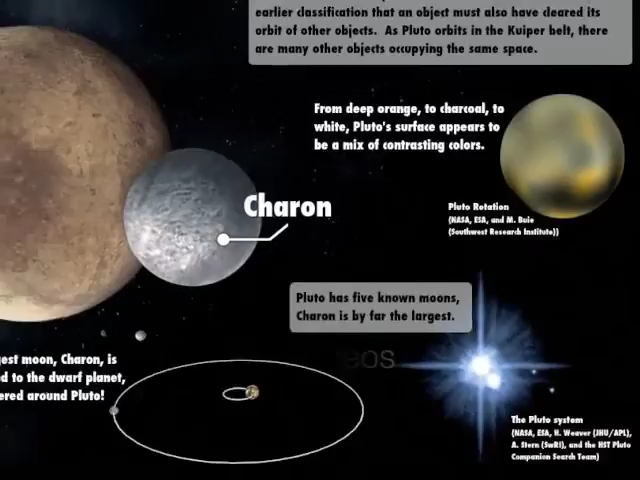 earlier classification that an object must also have cleared its
orbit of other objects. As Pluto orbits in the Kuiper belt, there
are many other objects occupying the same space.
From deep orange, to charcoal, to
white, Pluto's surface appears to
be a mix of contrasting colors.
Charon
Pluto Rotation
(NASA, ESA, and M. Buie
(Southwest Research Institute))
Pluto has five known moons,
Charon is by far the largest.
gest moon, Charon, is
d to the dwarf planet,
ered around Pluto!
eos
The Pluto system
(NASA, ESA, H. Weaver (JHU/APL),
A. Stern (SwRI), and the HST Pluto
Companion Search Team)